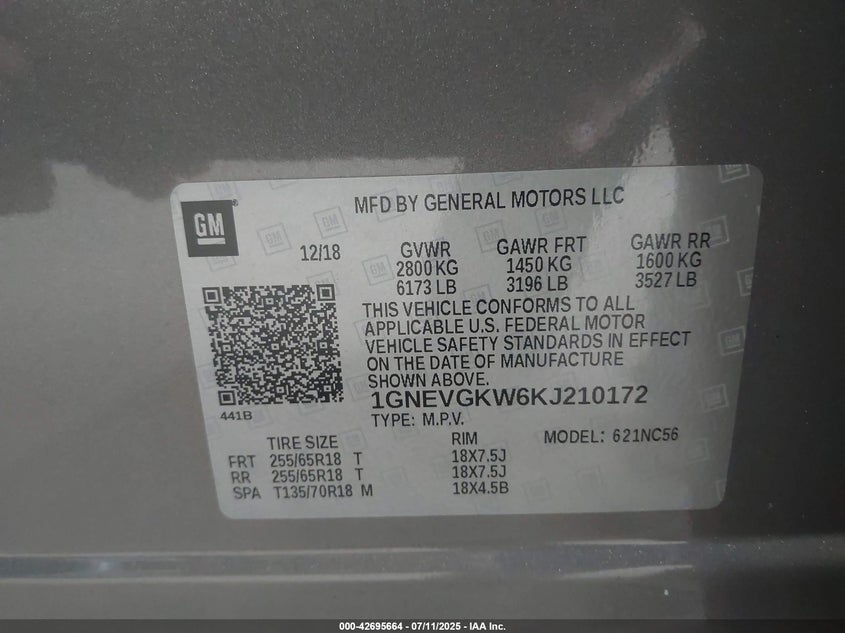 GM
MFD BY GENERAL MOTORS LLC
12/18
GVWR GAWR FRT GAWR RR
2800 KG 1450 KG 1600 KG
6173 LB 3196 LB 3527 LB
THIS VEHICLE CONFORMS TO ALL
APPLICABLE U.S. FEDERAL MOTOR
VEHICLE SAFETY STANDARDS IN EFFECT
ON THE DATE OF MANUFACTURE
SHOWN ABOVE.
441B
1GNEVGKW6KJ210172
TYPE: M.P.V.
TIRE SIZE RIM MODEL: 621NC56
FRT 255/65R18 T 18X7.5J
RR 255/65R18 T 18X7.5J
SPA T135/70R18 M 18X4.5B
000-42695664 - 07/11/2025 - IAA Inc.